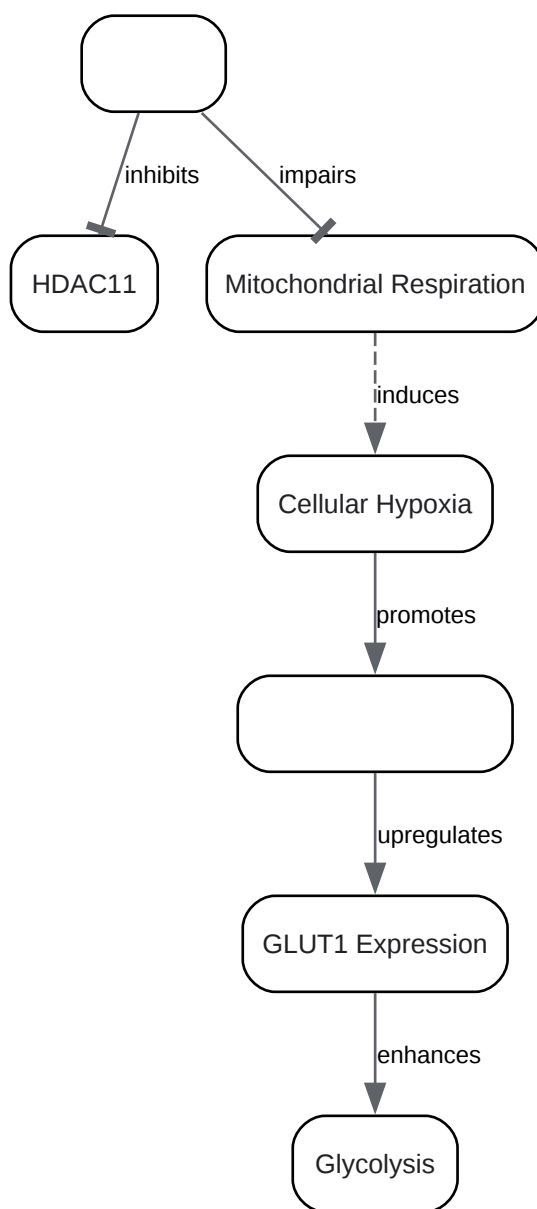 inhibits
impairs
HDAC11
Mitochondrial Respiration
induces
Cellular Hypoxia
promotes
upregulates
GLUT1 Expression
enhances
Glycolysis